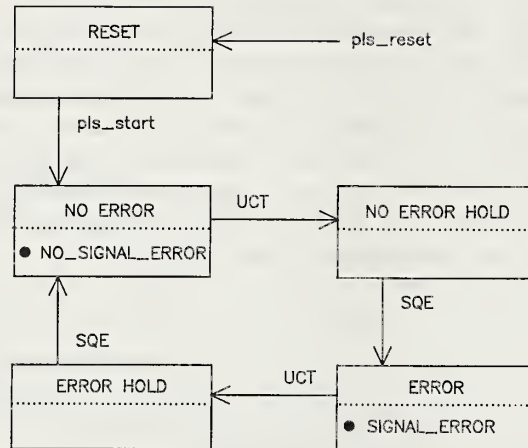 RESET
pls_reset
pls_start
NO ERROR
● NO_SIGNAL_ERROR
UCT
NO ERROR HOLD
SQE
SQE
ERROR HOLD
UCT
ERROR
● SIGNAL_ERROR